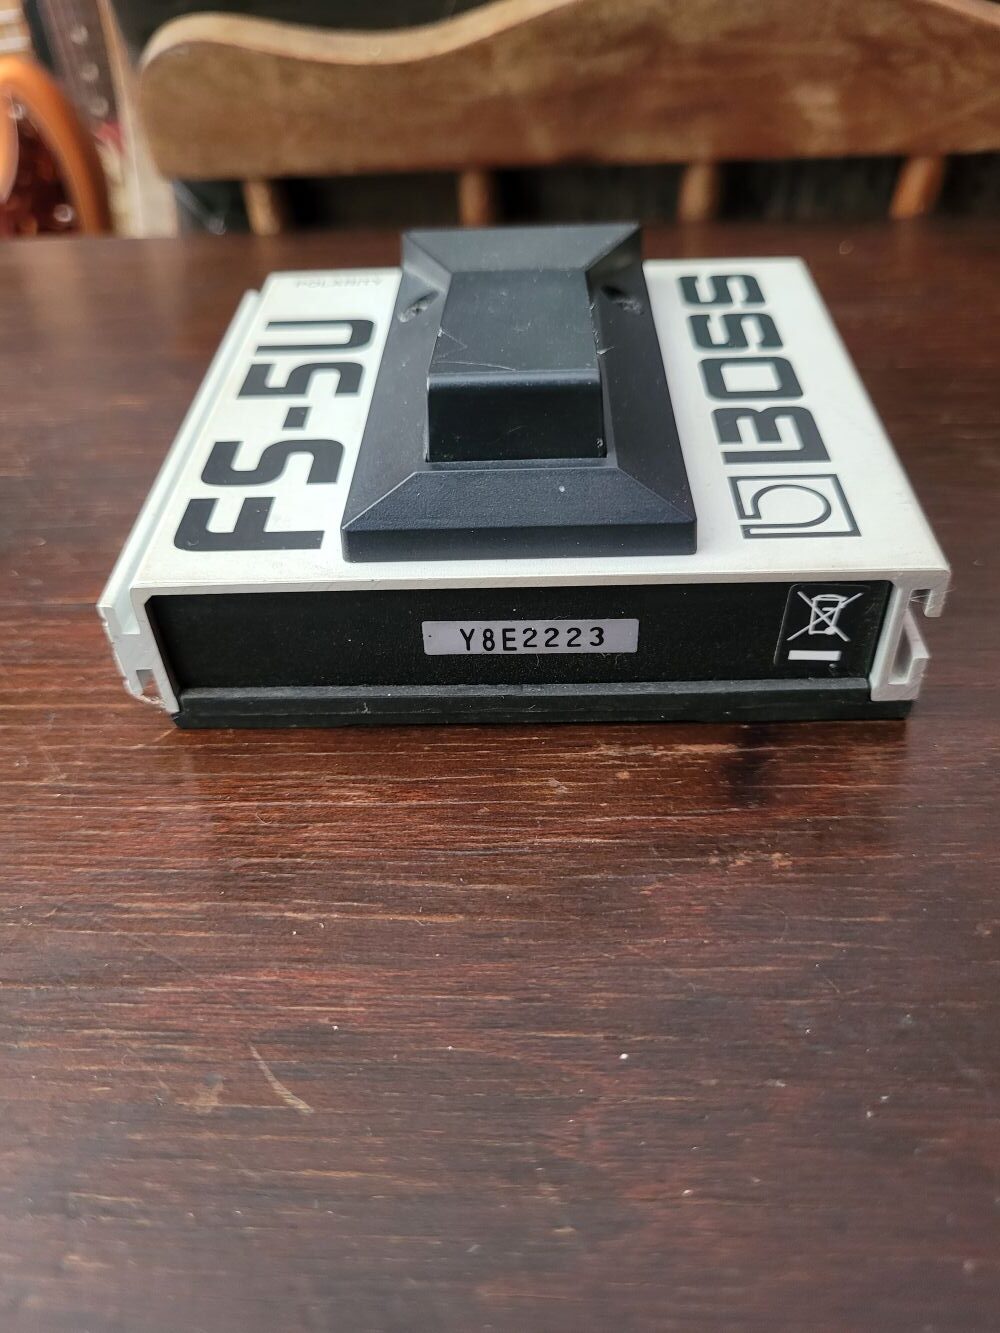 POLARITY
FS-5U
BOSS
Y8E2223